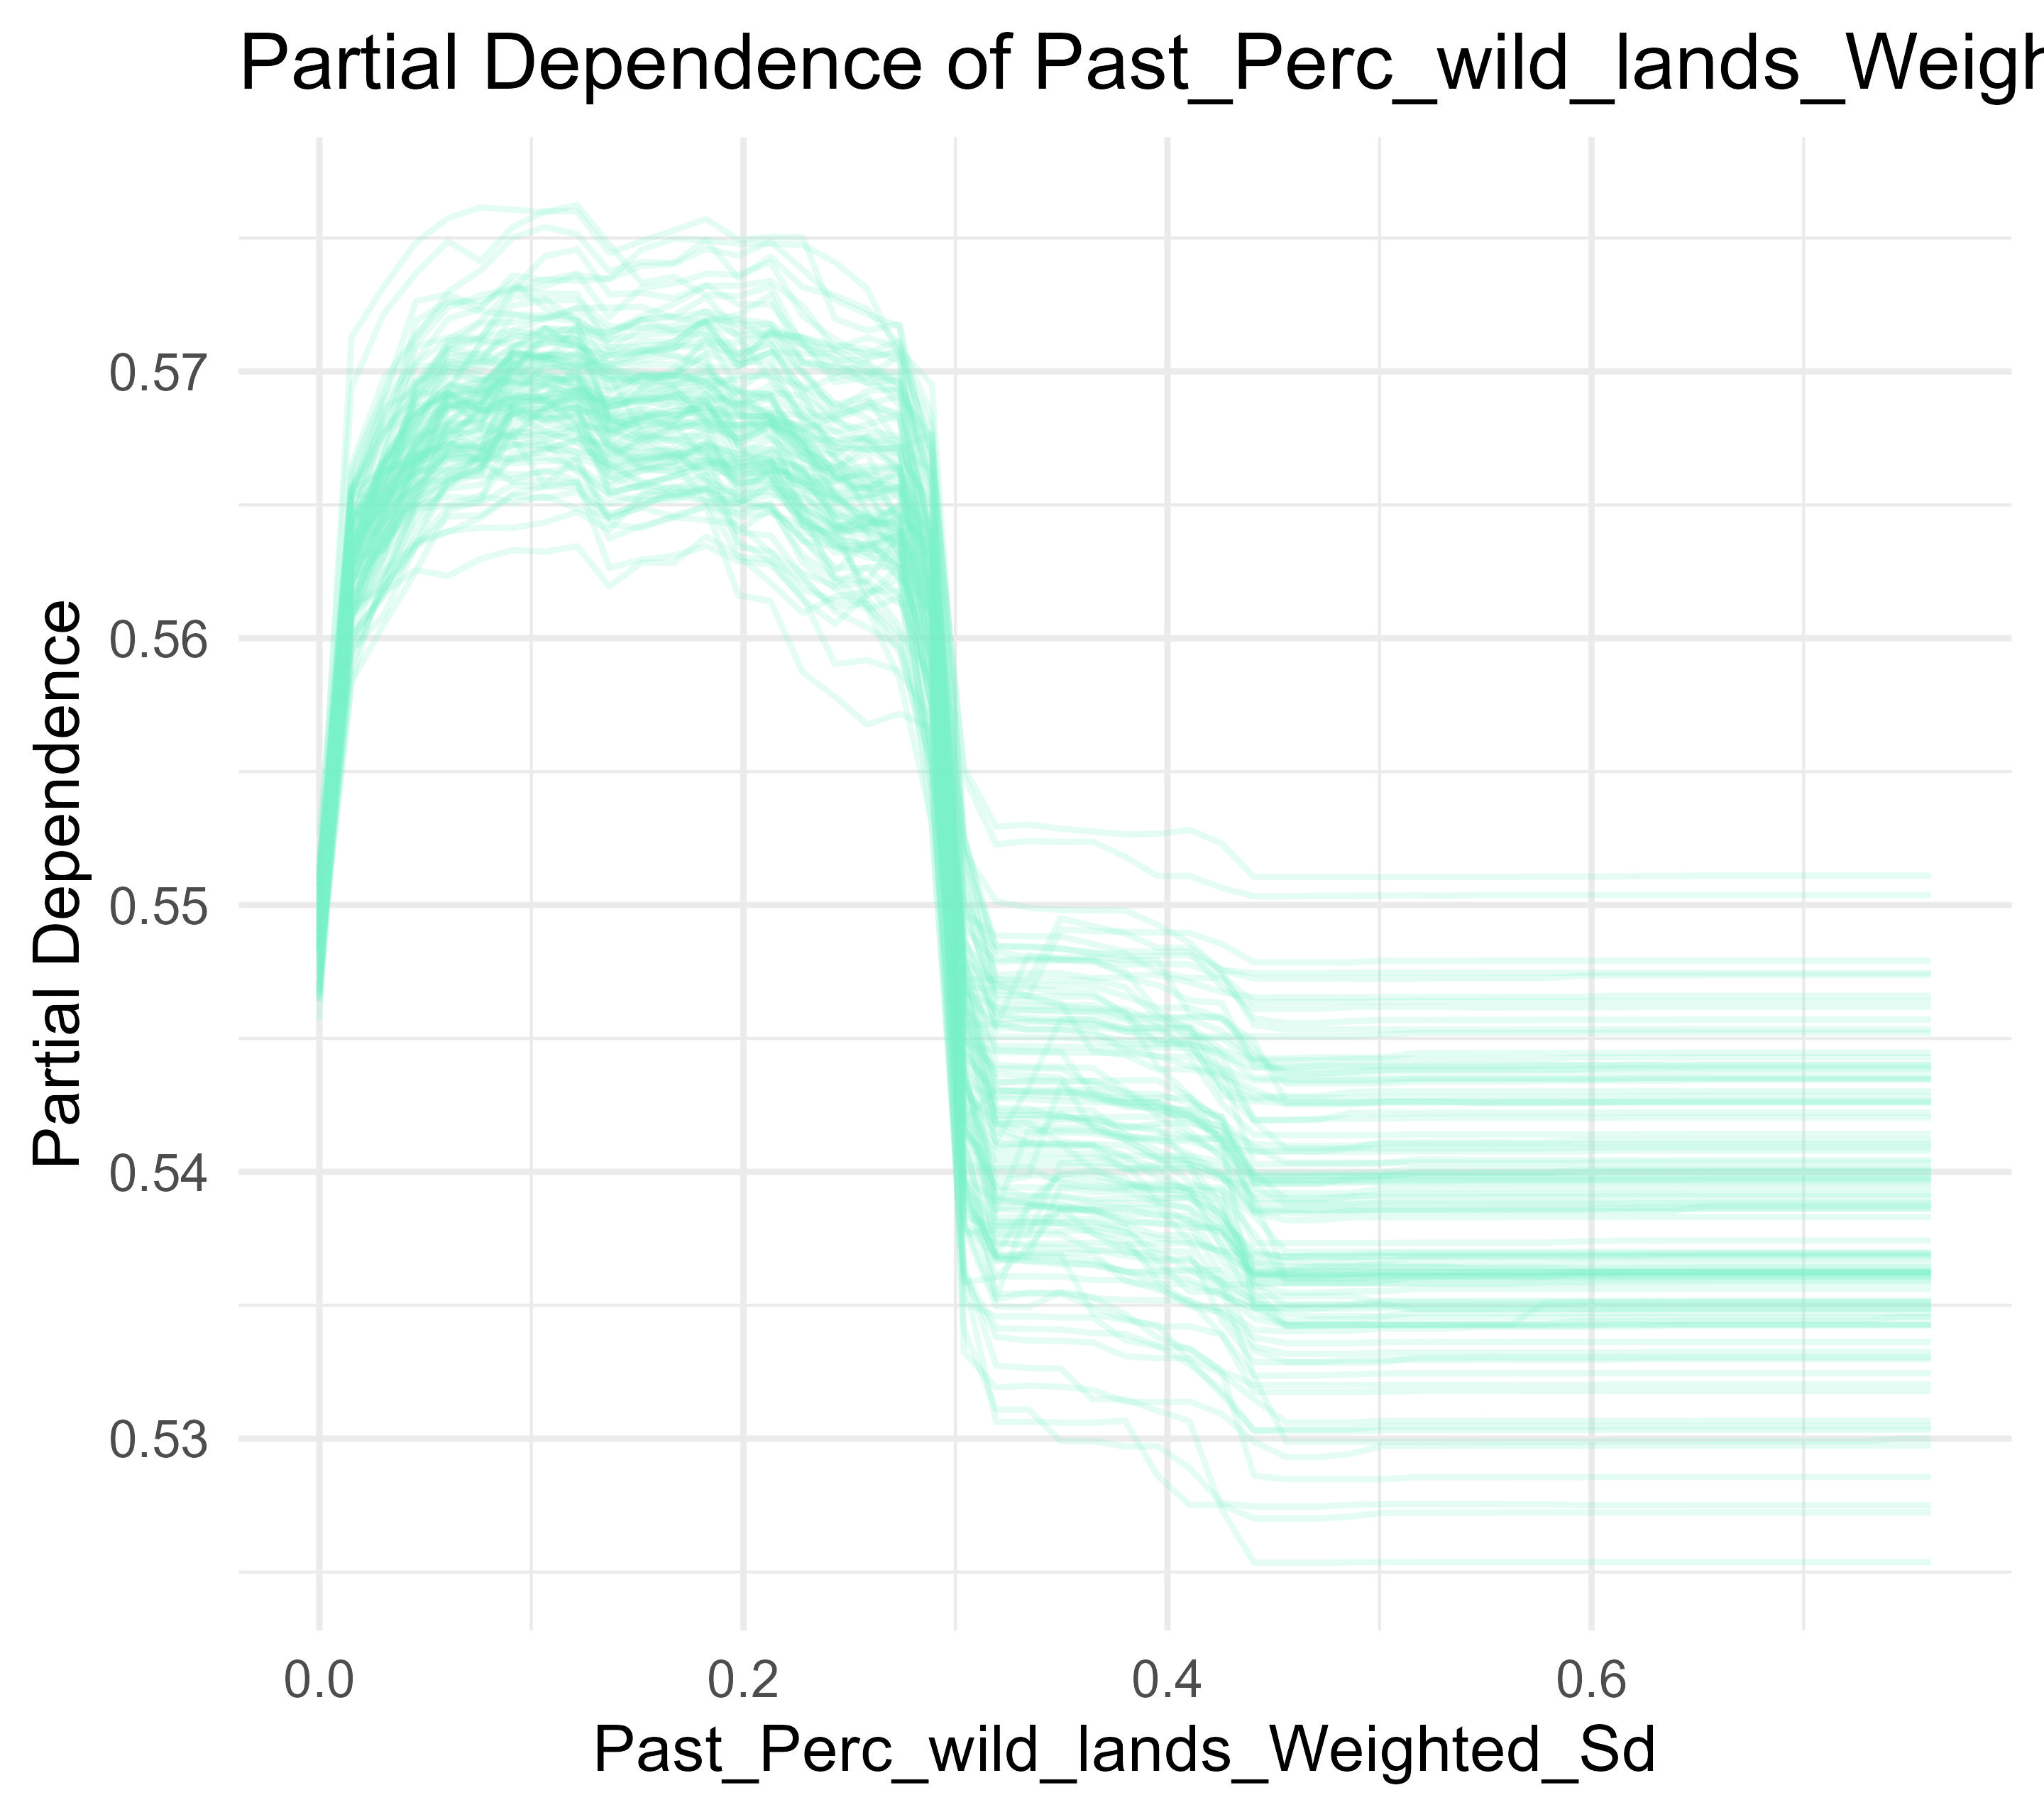 Partial Dependence of Past_Perc_wild_lands_Weigh
Partial Dependence
0.57
0.56
0.55
0.54
0.53
0.0 0.2 0.4 0.6
Past_Perc_wild_lands_Weighted_Sd